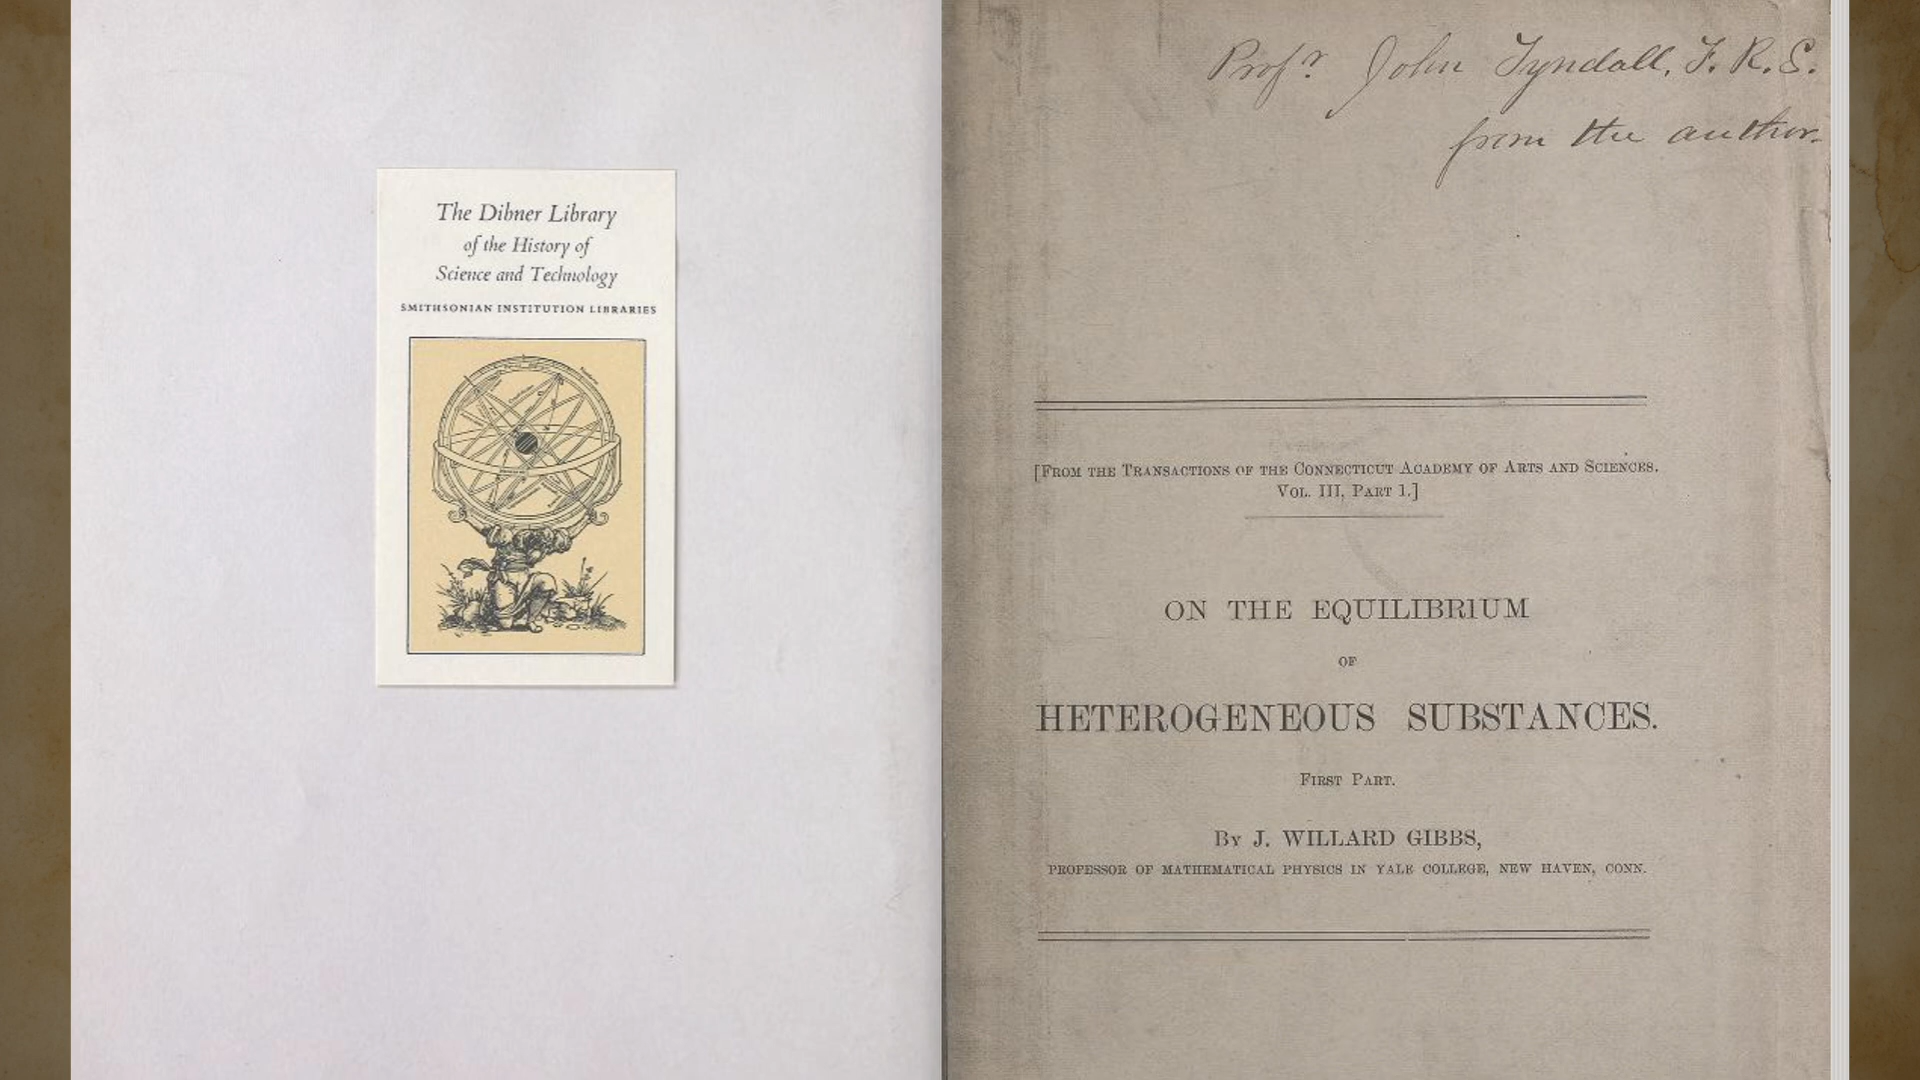 The Dibner Library
of the History of
Science and Technology
SMITHSONIAN INSTITUTION LIBRARIES
Profr. John Tyndall, F. R. S.
from the author.
[From the Transactions of the Connecticut Academy of Arts and Sciences.
Vol. III, Part 1.]
ON THE EQUILIBRIUM
OF
HETEROGENEOUS SUBSTANCES.
First Part.
By J. WILLARD GIBBS,
PROFESSOR OF MATHEMATICAL PHYSICS IN YALE COLLEGE, NEW HAVEN, CONN.